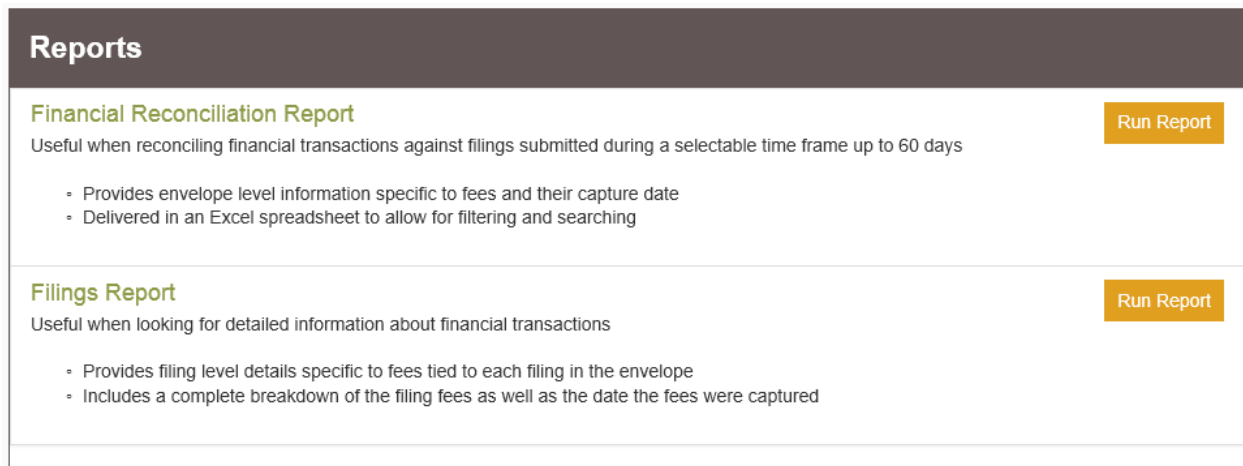 Reports
Financial Reconciliation Report
Run Report
Useful when reconciling financial transactions against filings submitted during a selectable time frame up to 60 days
◦ Provides envelope level information specific to fees and their capture date
◦ Delivered in an Excel spreadsheet to allow for filtering and searching
Filings Report
Run Report
Useful when looking for detailed information about financial transactions
◦ Provides filing level details specific to fees tied to each filing in the envelope
◦ Includes a complete breakdown of the filing fees as well as the date the fees were captured